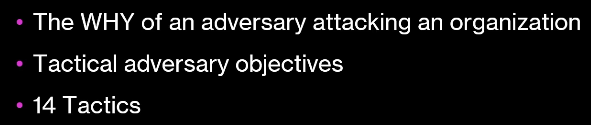 • The WHY of an adversary attacking an organization
• Tactical adversary objectives
• 14 Tactics